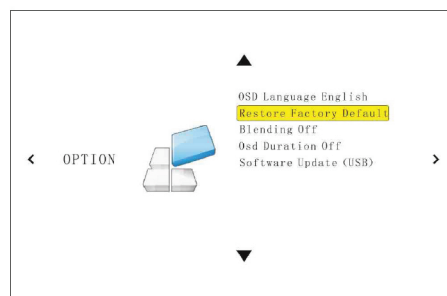 OSD Language English
Restore Factory Default
Blending Off
OPTION
Osd Duration Off
Software Update (USB)